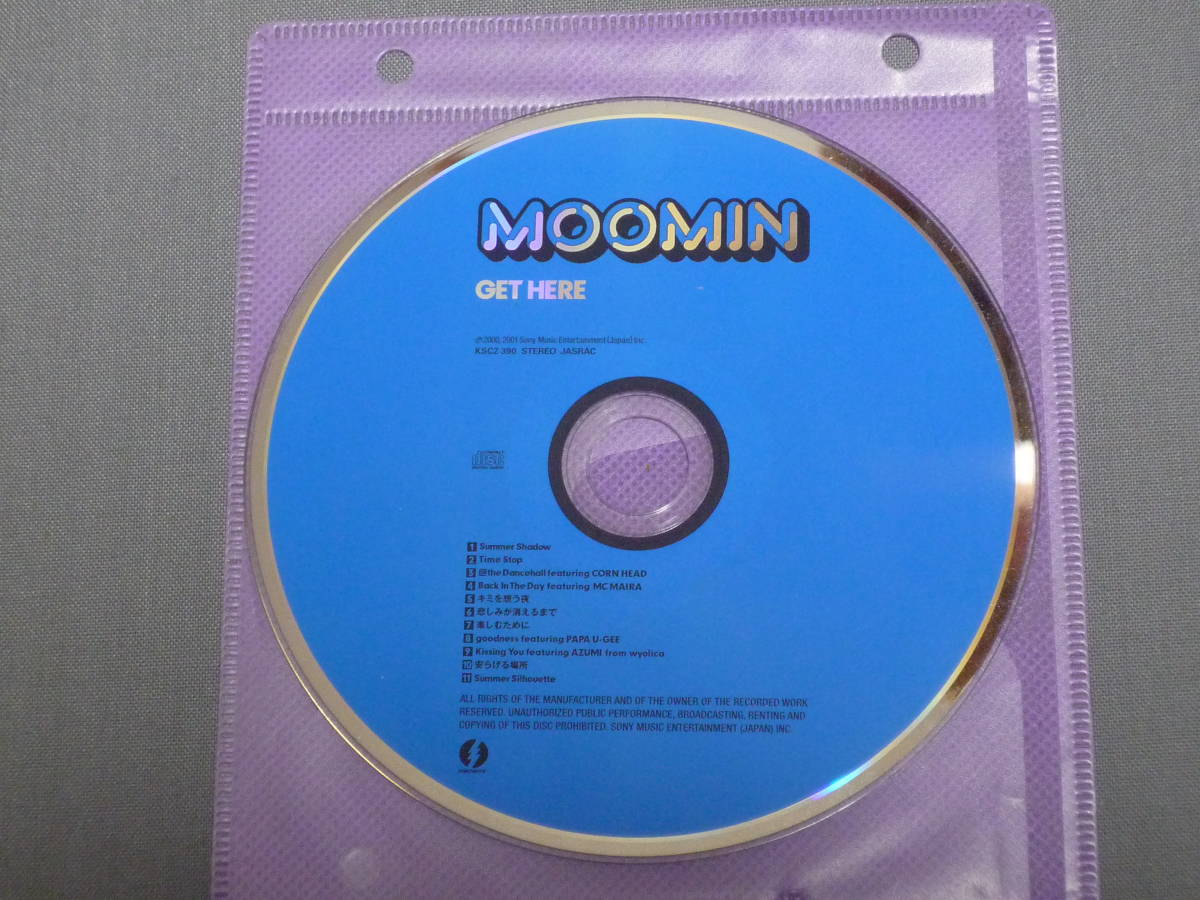 MOOMIN
GET HERE
℗ 2000, 2001 Sony Music Entertainment (Japan) Inc.
KSC2 390 STEREO JASRAC
disc
1 Summer Shadow
2 Time Stop
3 @the Dancehall featuring CORN HEAD
4 Back In The Day featuring MC MAIRA
5 キミを想う夜
6 悲しみが消えるまで
7 楽しむために
8 goodness featuring PAPA U-GEE
9 Kissing You featuring AZUMI from wyolica
10 安らげる場所
11 Summer Silhouette
ALL RIGHTS OF THE MANUFACTURER AND OF THE OWNER OF THE RECORDED WORK
RESERVED. UNAUTHORIZED PUBLIC PERFORMANCE, BROADCASTING, RENTING AND
COPYING OF THIS DISC PROHIBITED. SONY MUSIC ENTERTAINMENT (JAPAN) INC.